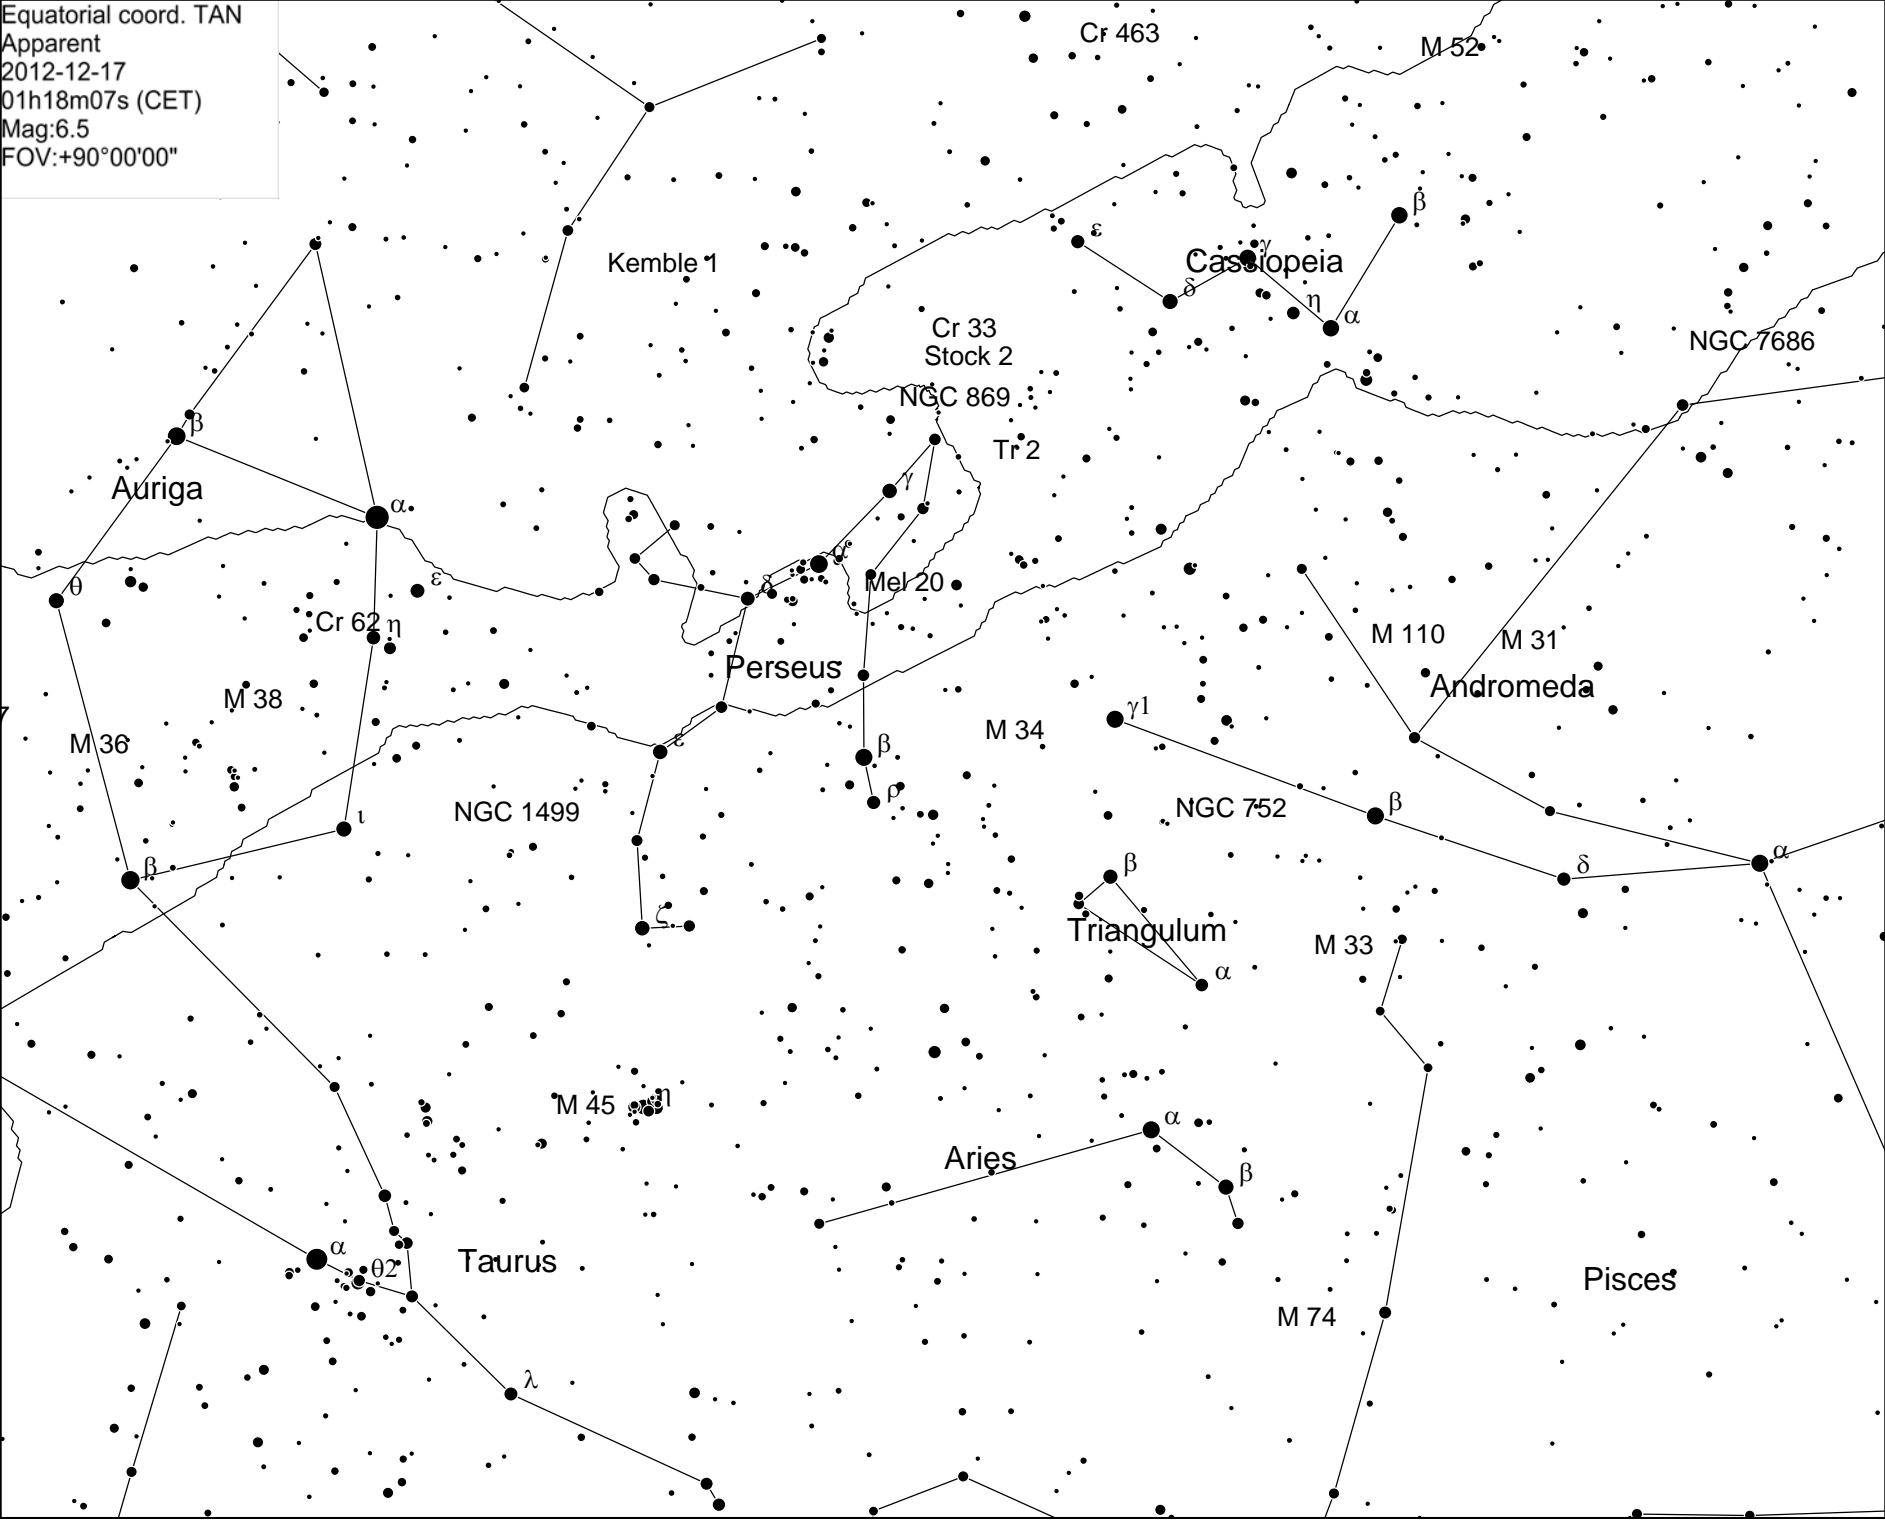 Equatorial coord. TAN
Apparent
2012-12-17
01h18m07s (CET)
Mag:6.5
FOV:+90°00'00"
Cr 463
M 52
β
ε
γ
Cassiopeia
Kemble 1
δ
η
α
Cr 33
Stock 2
NGC 7686
NGC 869
β
Tr 2
Auriga
γ
α
α
θ
ε
δ
Mel 20
Cr 62
η
M 110
M 31
Perseus
Andromeda
M 38
7
γ1
M 34
M 36
ε
β
ρ
NGC 1499
NGC 752
β
ι
β
β
α
δ
ζ
Triangulum
M 33
α
M 45
η
α
Aries
β
α
θ2
Taurus
Pisces
M 74
λ